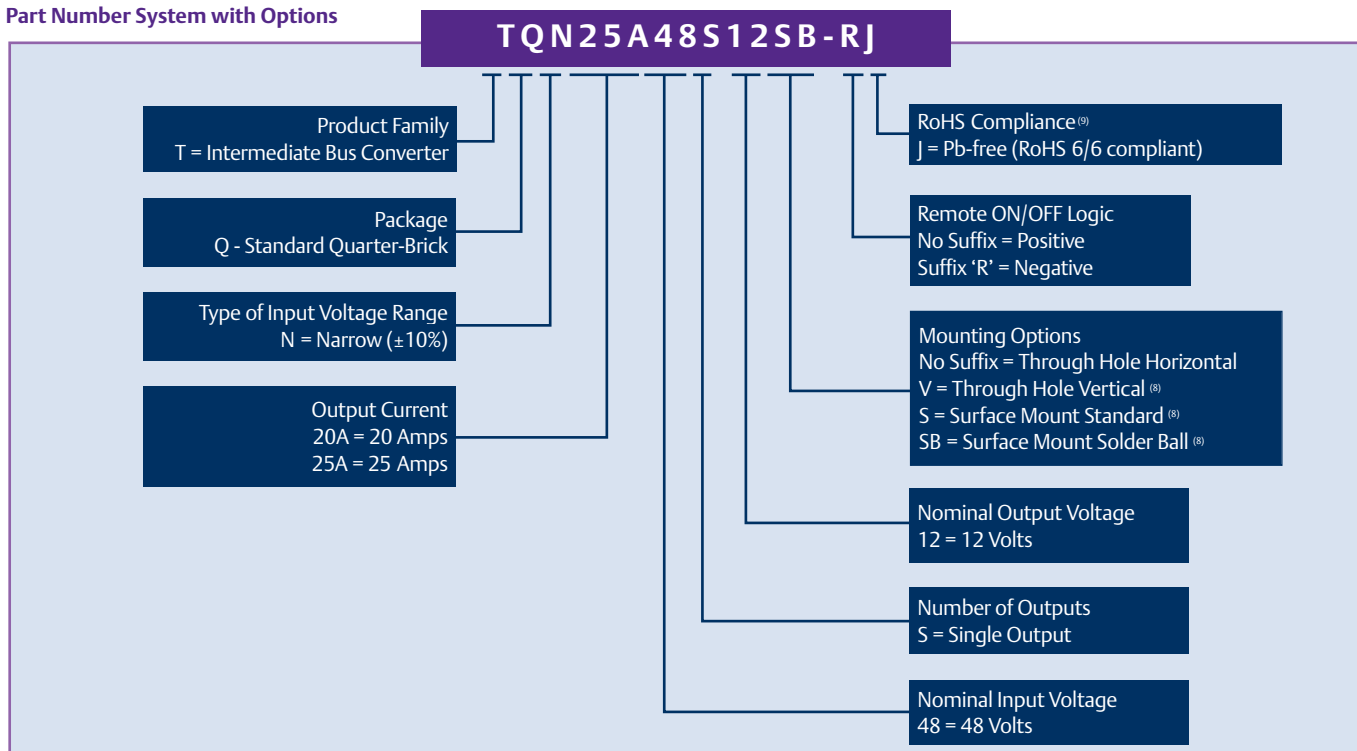 Part Number System with Options
TQN25A48S12SB-RJ
Product Family
T = Intermediate Bus Converter
Package
Q - Standard Quarter-Brick
Type of Input Voltage Range
N = Narrow (±10%)
Output Current
20A = 20 Amps
25A = 25 Amps
RoHS Compliance (9)
J = Pb-free (RoHS 6/6 compliant)
Remote ON/OFF Logic
No Suffix = Positive
Suffix ‘R’ = Negative
Mounting Options
No Suffix = Through Hole Horizontal
V = Through Hole Vertical (8)
S = Surface Mount Standard (8)
SB = Surface Mount Solder Ball (8)
Nominal Output Voltage
12 = 12 Volts
Number of Outputs
S = Single Output
Nominal Input Voltage
48 = 48 Volts